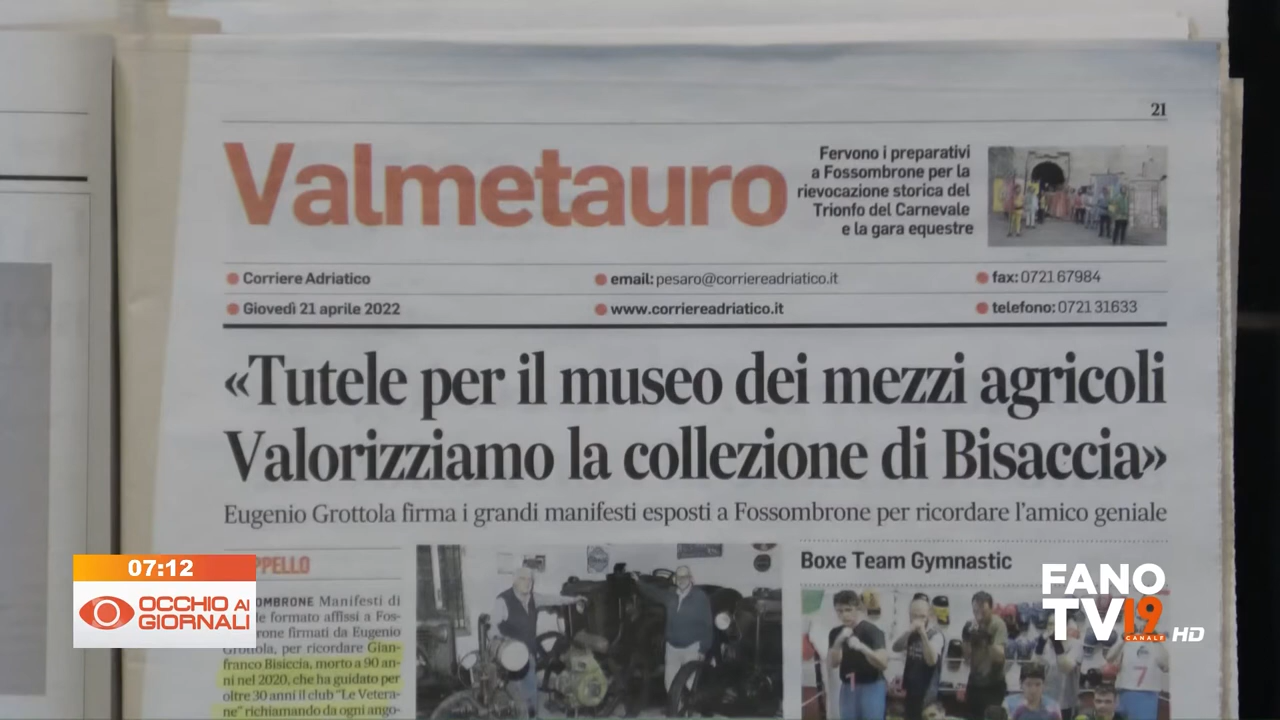 21
Valmetauro
Fervono i preparativi
a Fossombrone per la
rievocazione storica del
Trionfo del Carnevale
e la gara equestre
Corriere Adriatico
email: pesaro@corriereadriatico.it
fax: 0721 67984
Giovedì 21 aprile 2022
www.corriereadriatico.it
telefono: 0721 31633
«Tutele per il museo dei mezzi agricoli
Valorizziamo la collezione di Bisaccia»
Eugenio Grottola firma i grandi manifesti esposti a Fossombrone per ricordare l'amico geniale
PPELLO
OMBRONE Manifesti di
le formato affissi a Fos-
rone firmati da Eugenio
Grottola, per ricordare Gian-
franco Bisiccia, morto a 90 an-
ni nel 2020, che ha guidato per
oltre 30 anni il club "Le Vetera-
ne" richiamando da ogni ango-
Boxe Team Gymnastic
1
7
07:12
OCCHIO AI
GIORNALI
FANO
TV19
CANALE
HD